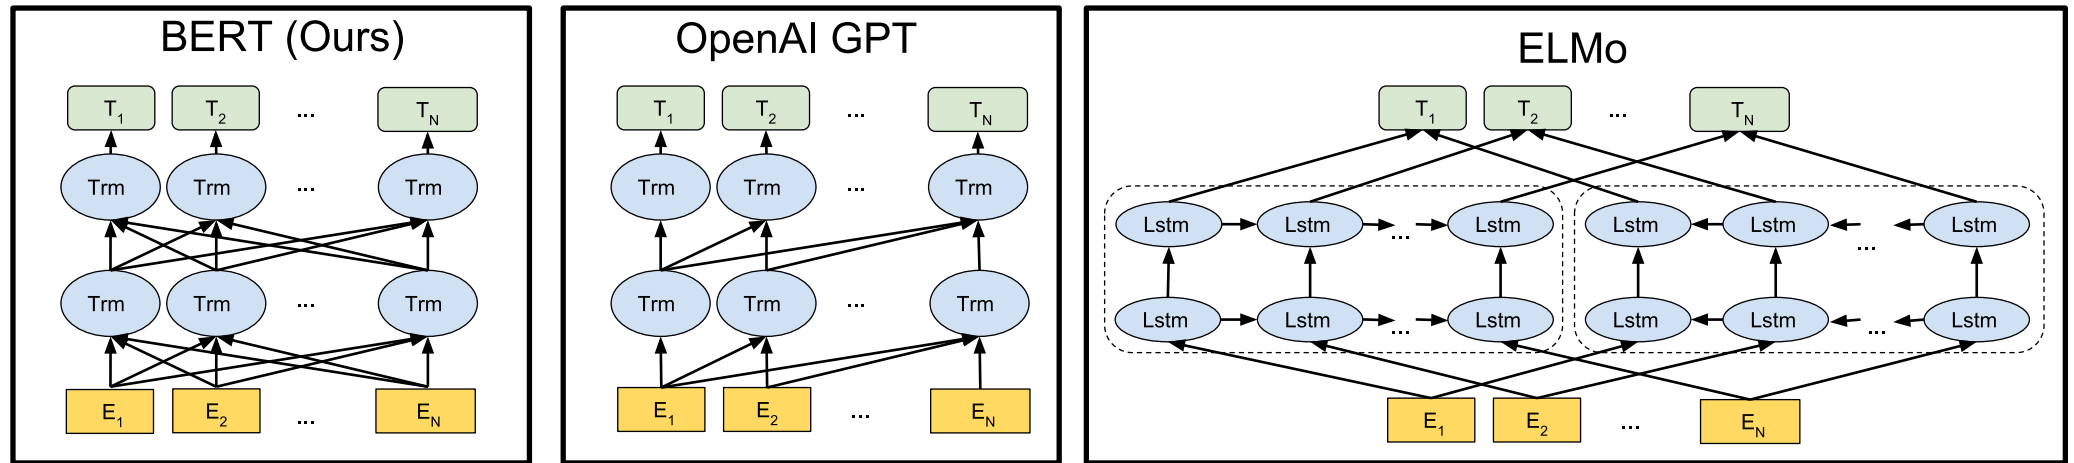 BERT (Ours)
T1 T2 ... TN
Trm Trm ... Trm
Trm Trm ... Trm
E1 E2 ... EN
OpenAI GPT
T1 T2 ... TN
Trm Trm ... Trm
Trm Trm ... Trm
E1 E2 ... EN
ELMo
T1 T2 ... TN
Lstm Lstm ... Lstm Lstm Lstm ... Lstm
Lstm Lstm ... Lstm Lstm Lstm ... Lstm
E1 E2 ... EN